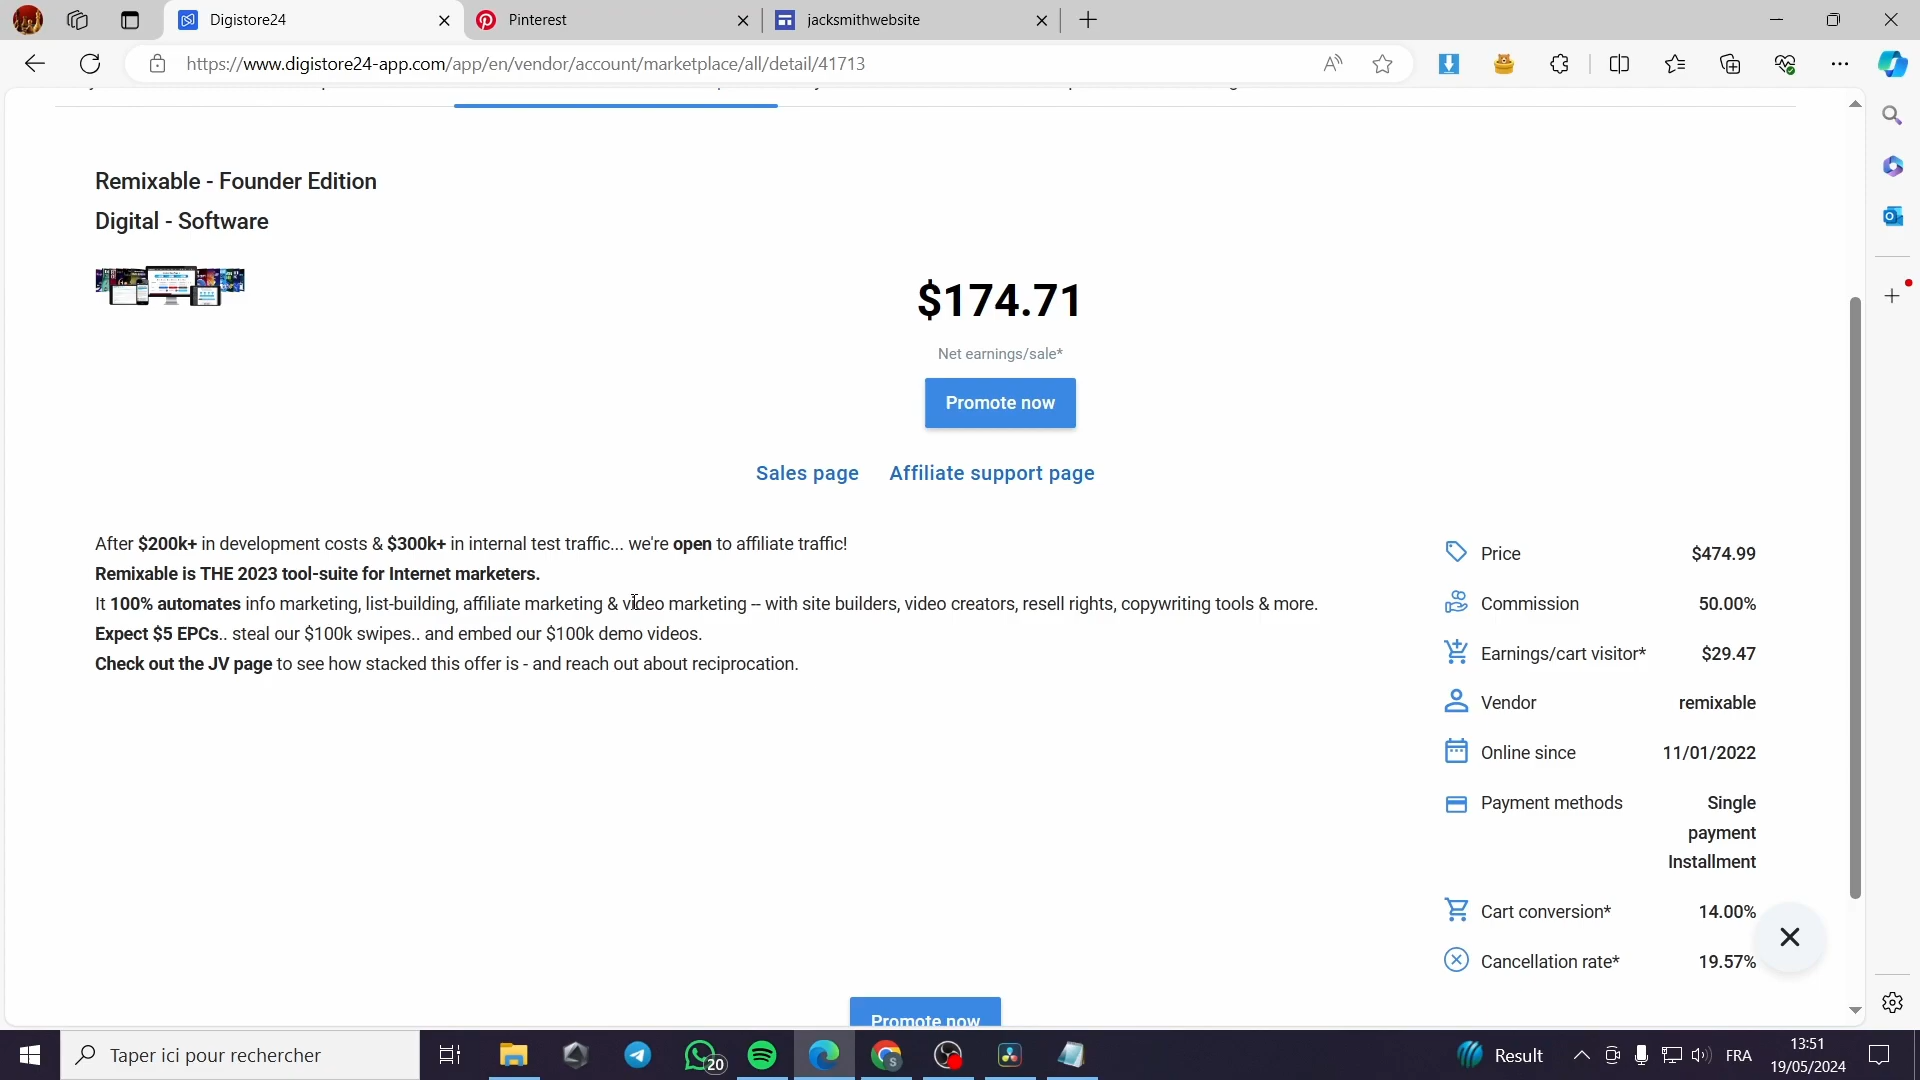 Digistore24
Pinterest
jacksmithwebsite
https://www.digistore24-app.com/app/en/vendor/account/marketplace/all/detail/41713
Remixable - Founder Edition
Digital - Software
$174.71
Net earnings/sale*
Promote now
Sales page
Affiliate support page
After $200k+ in development costs & $300k+ in internal test traffic... we're open to affiliate traffic!
Remixable is THE 2023 tool-suite for Internet marketers.
It 100% automates info marketing, list-building, affiliate marketing & video marketing -- with site builders, video creators, resell rights, copywriting tools & more.
Expect $5 EPCs.. steal our $100k swipes.. and embed our $100k demo videos.
Check out the JV page to see how stacked this offer is - and reach out about reciprocation.
Price $474.99
Commission 50.00%
Earnings/cart visitor* $29.47
Vendor remixable
Online since 11/01/2022
Payment methods Single
payment
Installment
Cart conversion* 14.00%
Cancellation rate* 19.57%
Promote now
Taper ici pour rechercher
20
Result
FRA
13:51
19/05/2024